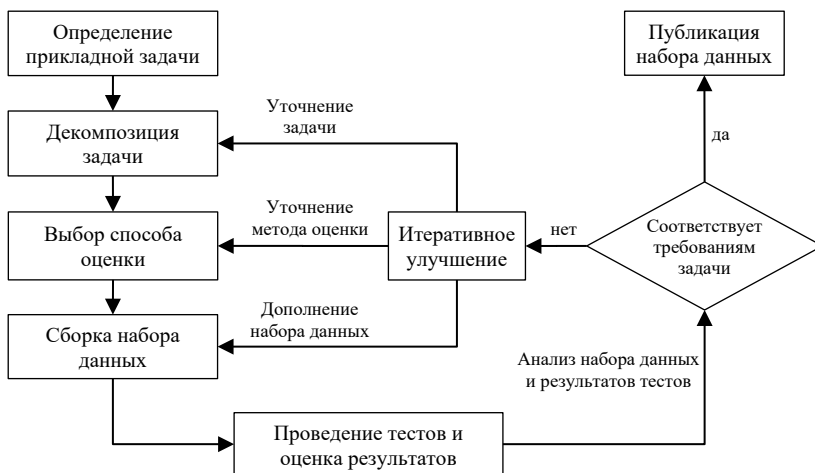 Определение
прикладной задачи
Публикация
набора данных
Уточнение
задачи
Декомпозиция
задачи
да
Уточнение
метода оценки
Выбор способа
оценки
Итеративное
улучшение
нет
Соответствует
требованиям
задачи
Дополнение
набора данных
Сборка набора
данных
Анализ набора данных
и результатов тестов
Проведение тестов и
оценка результатов